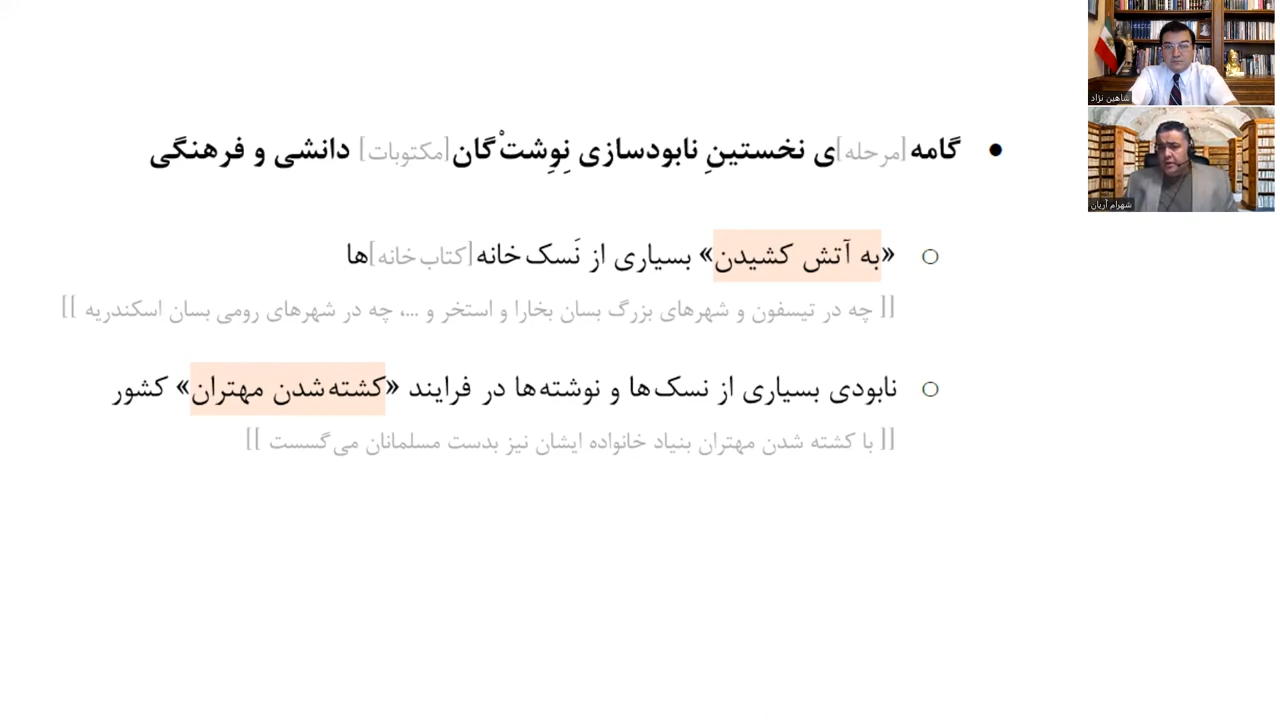 گامه[مرحله]ی نخستینِ نابودسازی نِوِشتْگان[مکتوبات] دانشی و فرهنگی
«به آتش کشیدن» بسیاری از نَسک‌خانه[کتاب‌خانه]ها
[[ چه در تیسفون و شهرهای بزرگ بسان بخارا و استخر و ...، چه در شهرهای رومی بسان اسکندریه ]]
نابودی بسیاری از نسک‌ها و نوشته‌ها در فرایند «کشته‌شدن مهتران» کشور
[[ با کشته شدن مهتران بنیاد خانواده ایشان نیز بدست مسلمانان می‌گسست ]]
شاهین نژاد
شهرام آریان